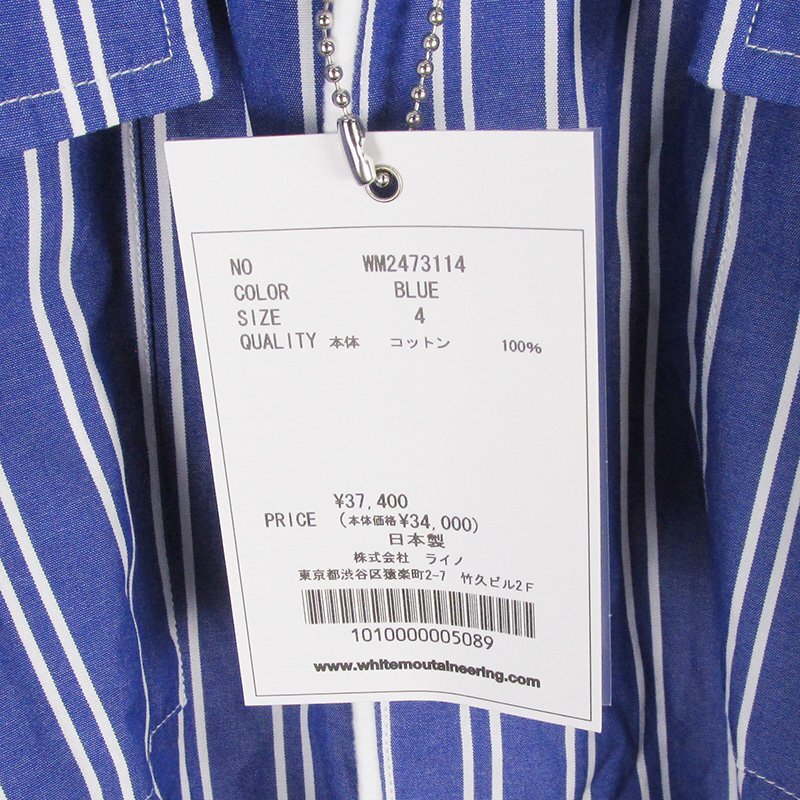 NO WM2473114
COLOR BLUE
SIZE 4
QUALITY 本体 コットン 100%
¥37,400
PRICE (本体価格¥34,000)
日本製
株式会社 ライノ
東京都渋谷区猿楽町2-7 竹久ビル2F
1010000005089
www.whitemoutaineering.com